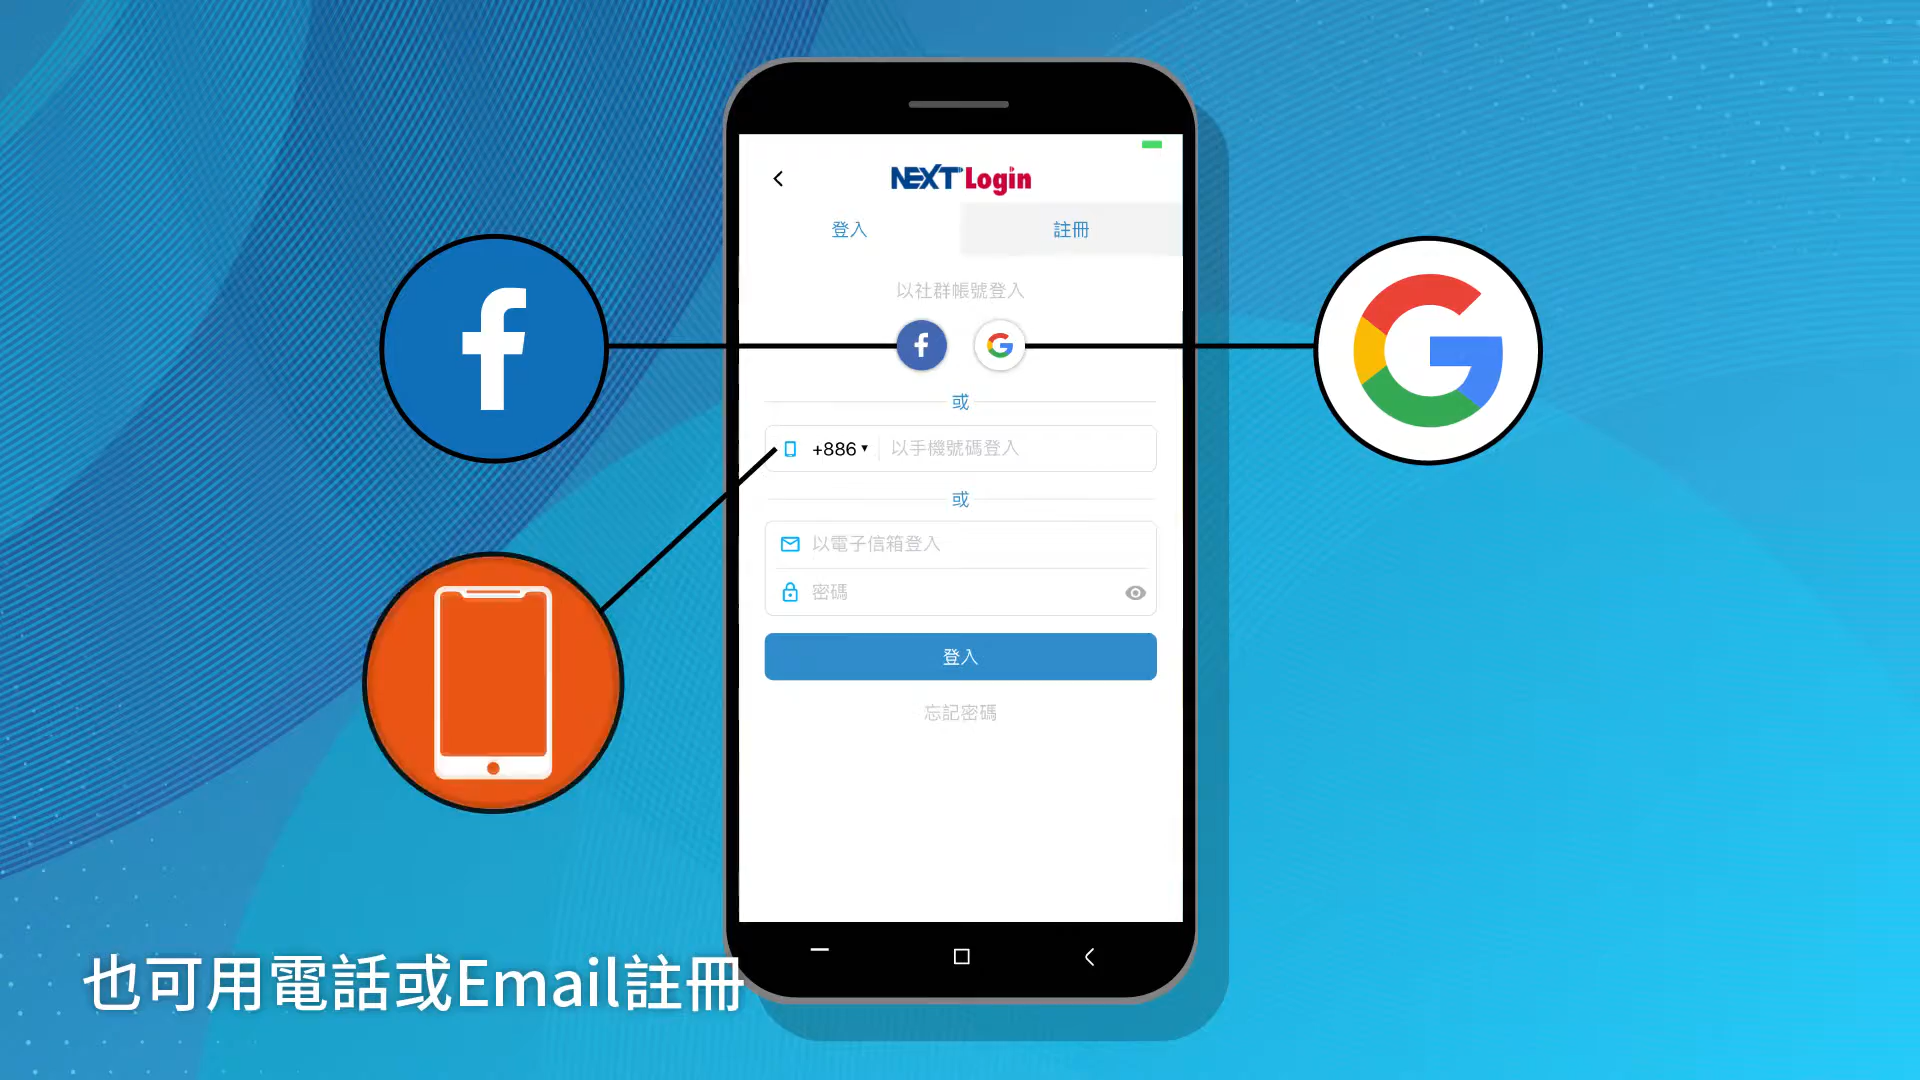 NEXT Login
登入
註冊
以社群帳號登入
或
+886
以手機號碼登入
或
以電子信箱登入
密碼
登入
忘記密碼
也可用電話或Email註冊